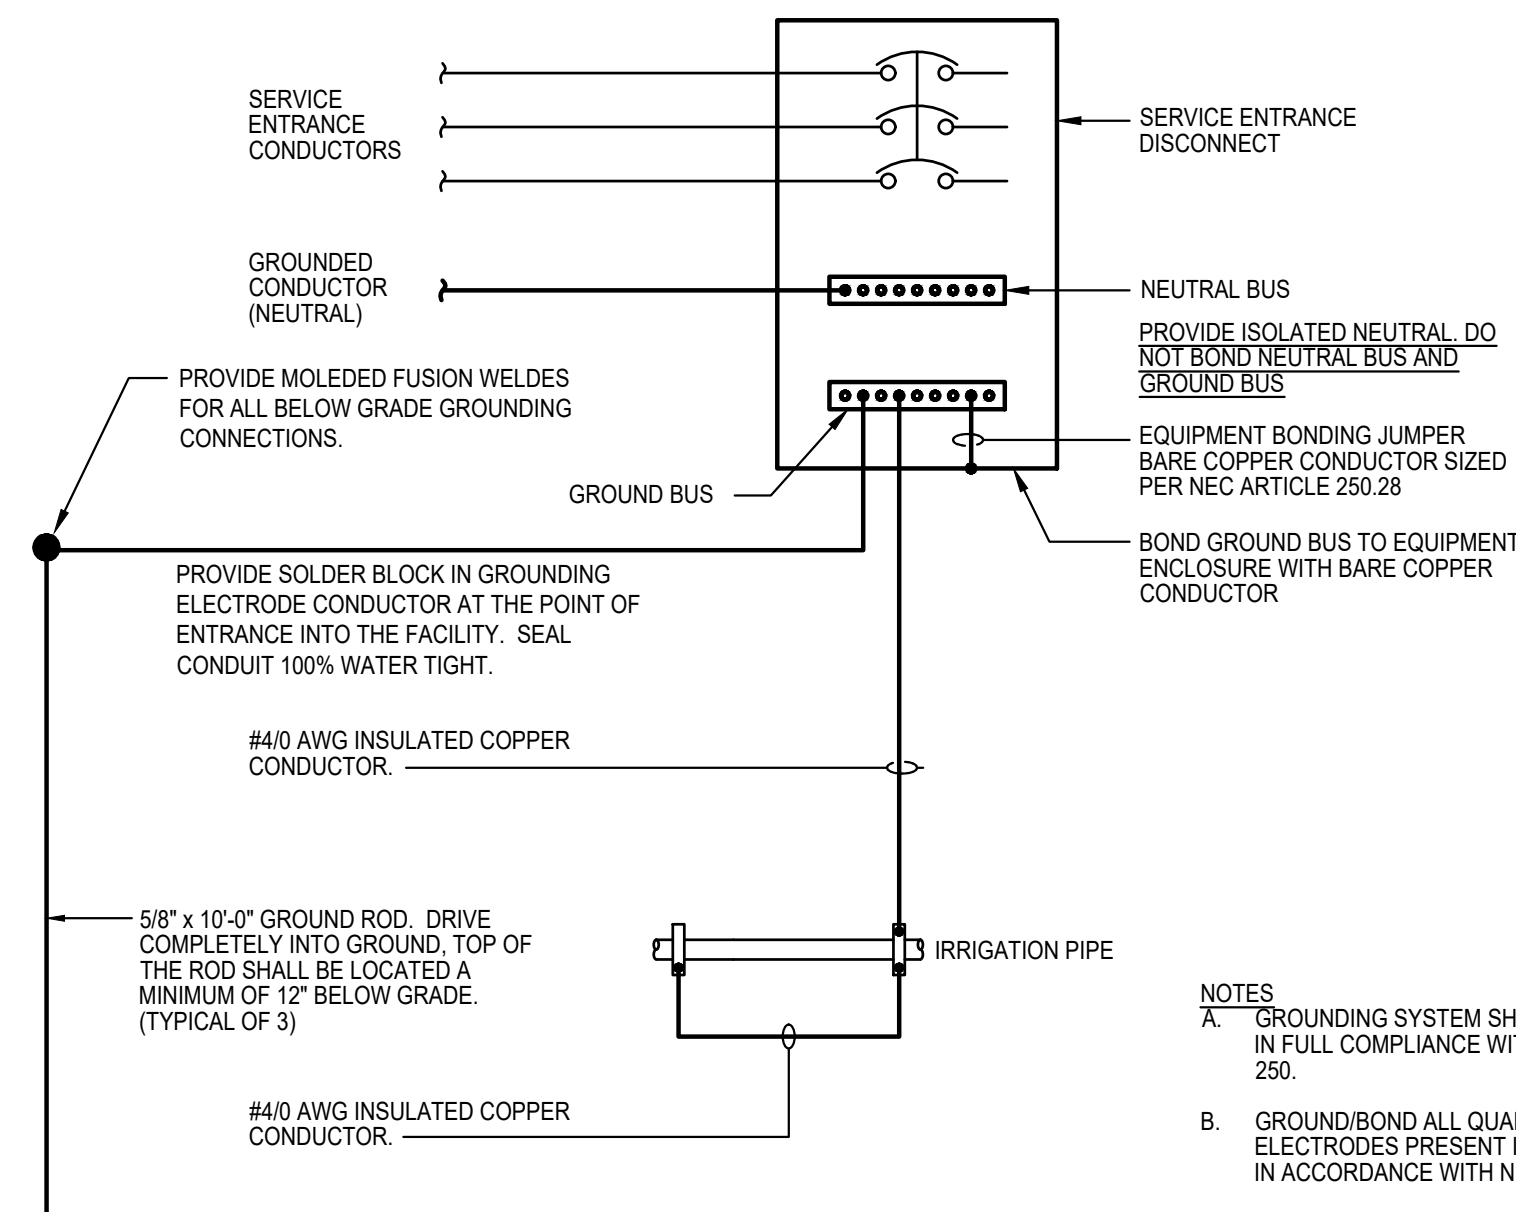 SERVICE
ENTRANCE
CONDUCTORS
SERVICE ENTRANCE
DISCONNECT
GROUNDED
CONDUCTOR
(NEUTRAL)
NEUTRAL BUS
PROVIDE ISOLATED NEUTRAL. DO
NOT BOND NEUTRAL BUS AND
GROUND BUS
PROVIDE MOLEDED FUSION WELDES
FOR ALL BELOW GRADE GROUNDING
CONNECTIONS.
EQUIPMENT BONDING JUMPER
BARE COPPER CONDUCTOR SIZED
PER NEC ARTICLE 250.28
GROUND BUS
BOND GROUND BUS TO EQUIPMENT
ENCLOSURE WITH BARE COPPER
CONDUCTOR
PROVIDE SOLDER BLOCK IN GROUNDING
ELECTRODE CONDUCTOR AT THE POINT OF
ENTRANCE INTO THE FACILITY. SEAL
CONDUIT 100% WATER TIGHT.
#4/0 AWG INSULATED COPPER
CONDUCTOR.
5/8" x 10'-0" GROUND ROD. DRIVE
COMPLETELY INTO GROUND, TOP OF
THE ROD SHALL BE LOCATED A
MINIMUM OF 12" BELOW GRADE.
(TYPICAL OF 3)
IRRIGATION PIPE
#4/0 AWG INSULATED COPPER
CONDUCTOR.
NOTES
A. GROUNDING SYSTEM
IN FULL COMPLIANCE
250.
B. GROUND/BOND ALL
ELECTRODES PRESENT
IN ACCORDANCE WITH